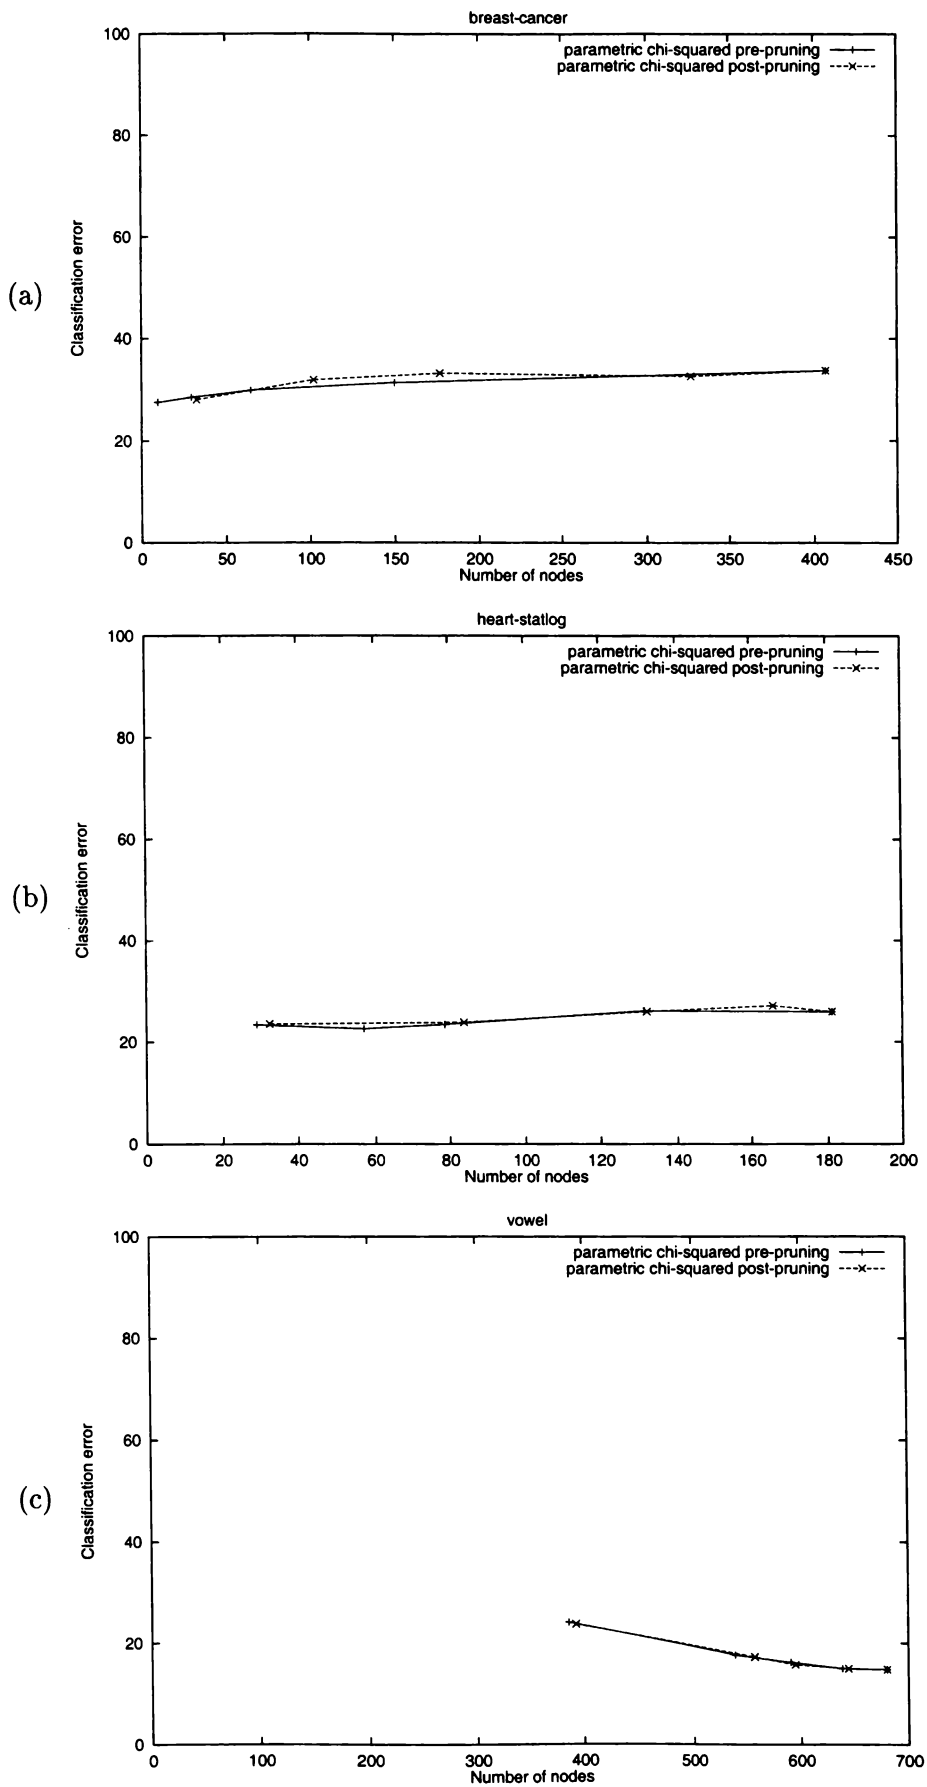 breast-cancer
100
parametric chi-squared pre-pruning
parametric chi-squared post-pruning
80
60
Classification error
(a)
40
20
0
0 50 100 150 200 250 300 350 400 450
Number of nodes
heart-statlog
100
parametric chi-squared pre-pruning
parametric chi-squared post-pruning
80
60
Classification error
(b)
40
20
0
0 20 40 60 80 100 120 140 160 180 200
Number of nodes
vowel
100
parametric chi-squared pre-pruning
parametric chi-squared post-pruning
80
60
Classification error
(c)
40
20
0
0 100 200 300 400 500 600 700
Number of nodes